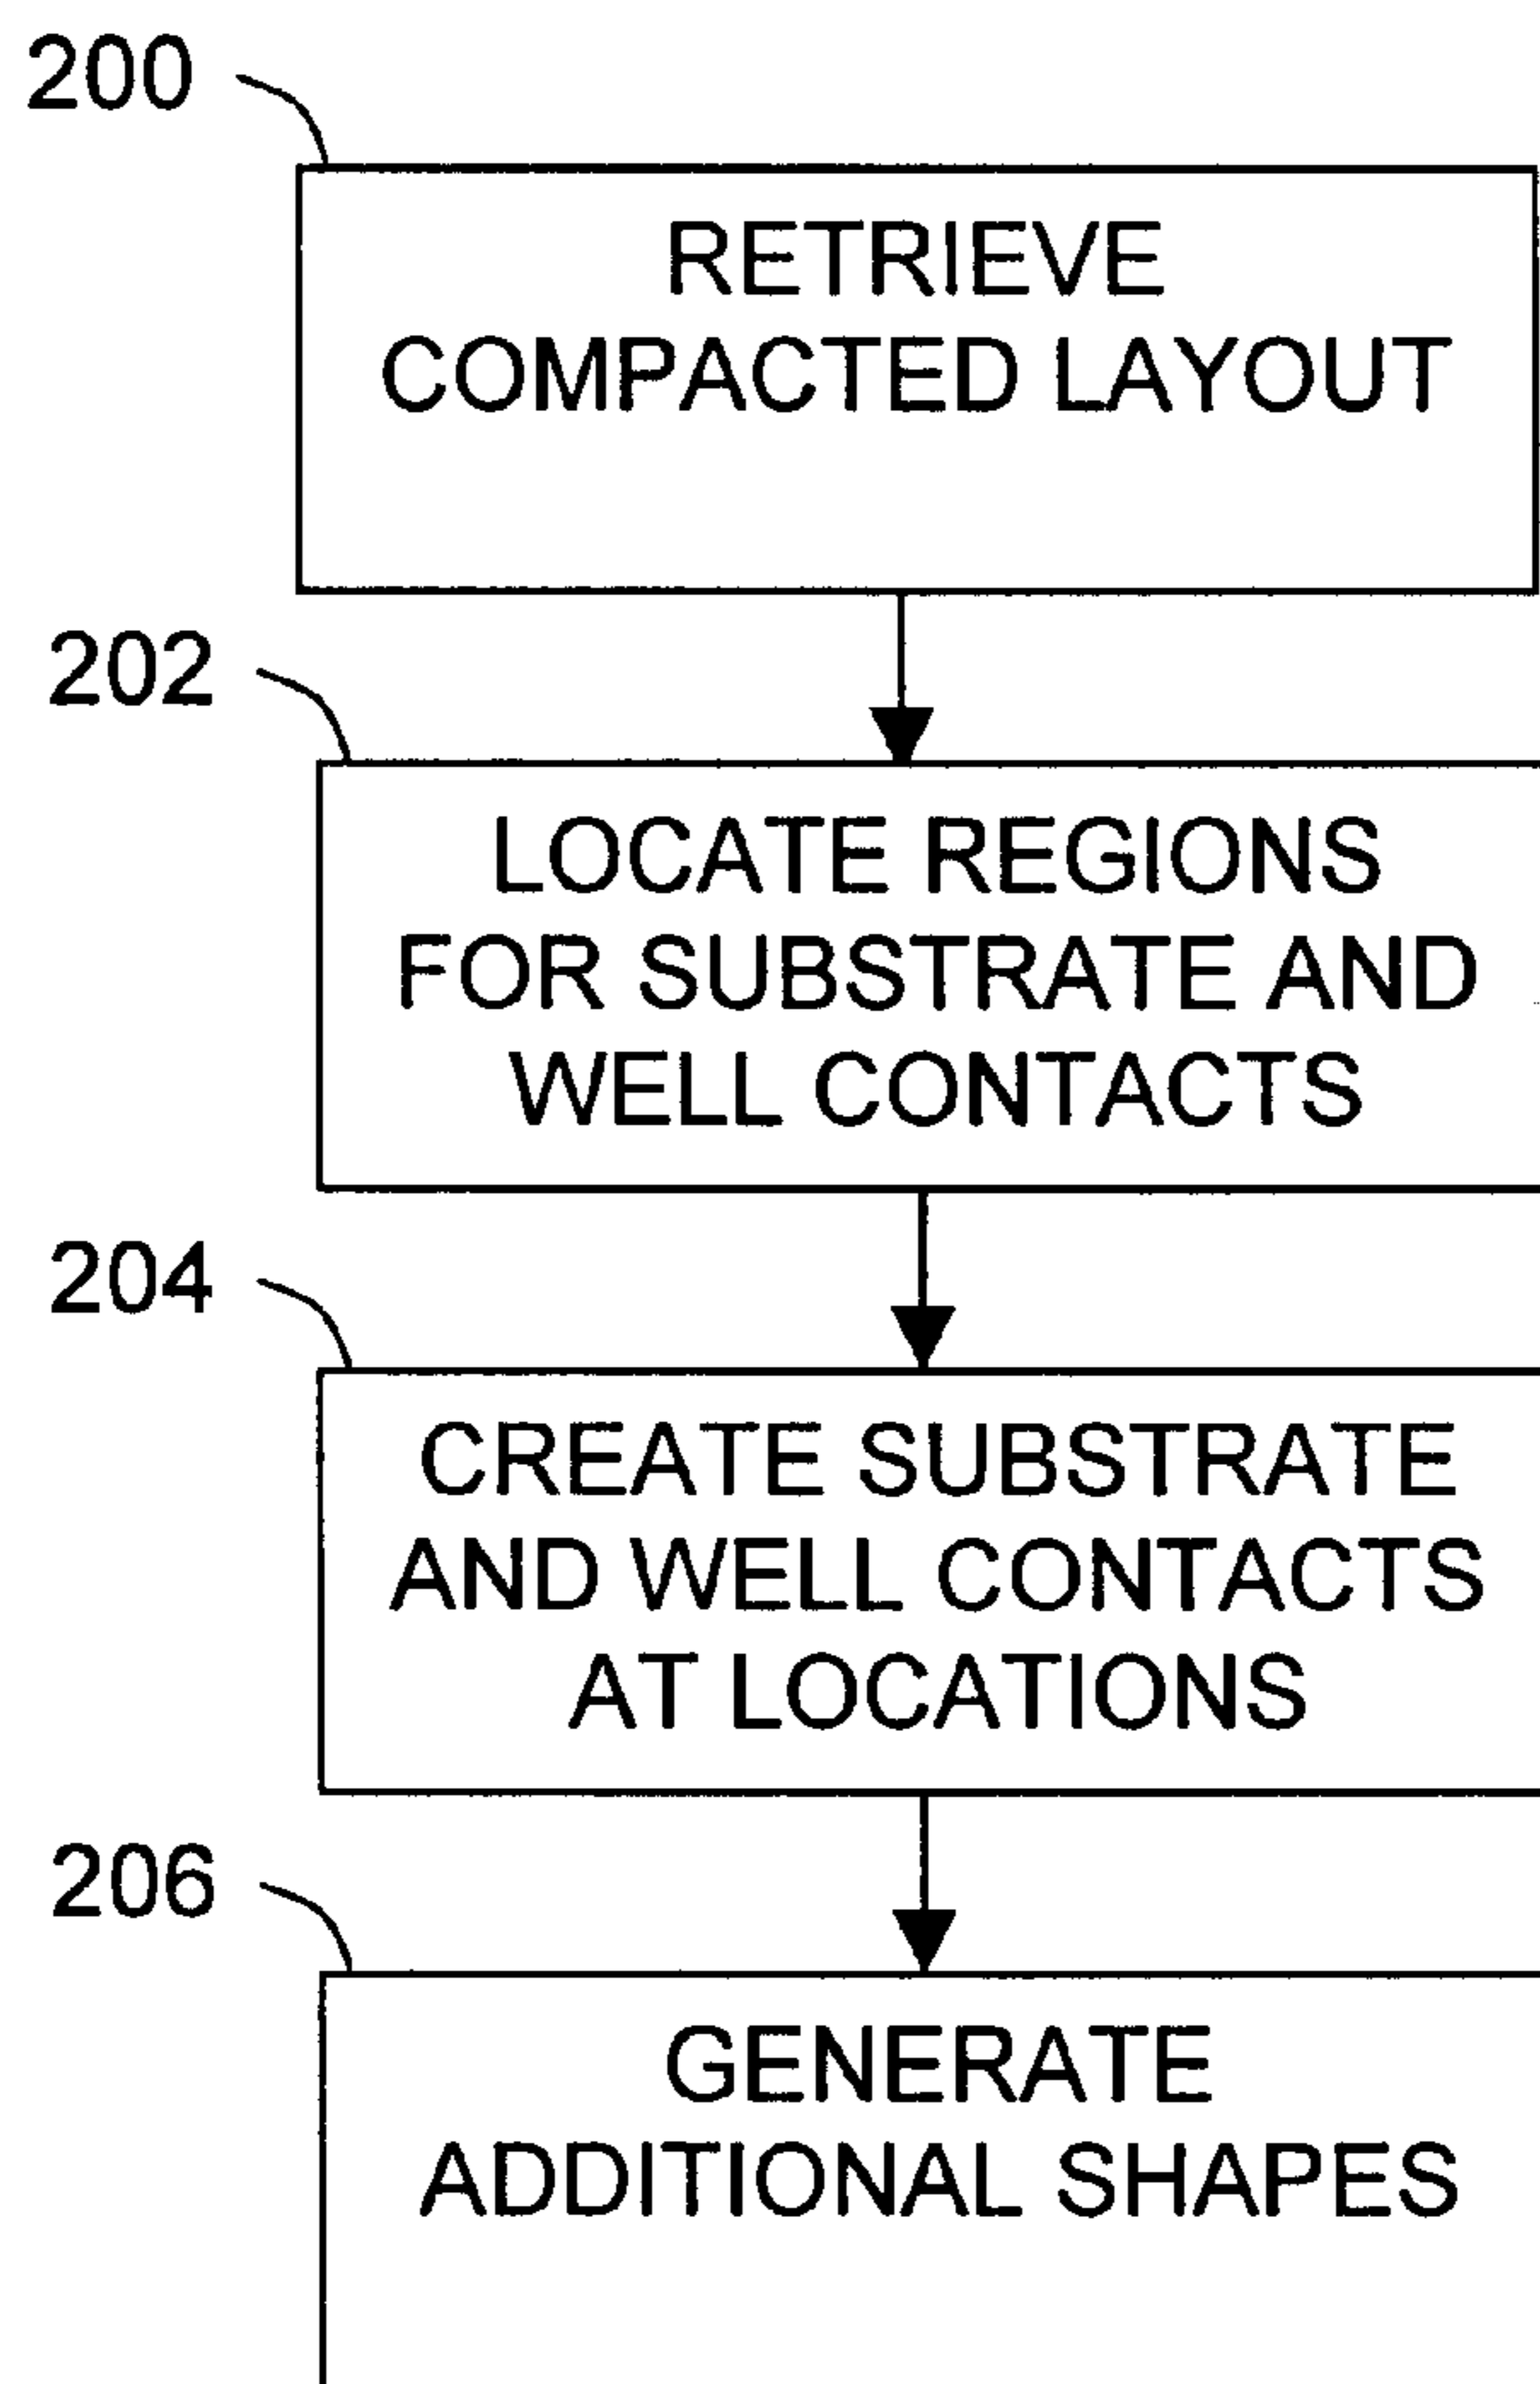 200
RETRIEVE
COMPACTED LAYOUT
202
LOCATE REGIONS
FOR SUBSTRATE AND
WELL CONTACTS
204
CREATE SUBSTRATE
AND WELL CONTACTS
AT LOCATIONS
206
GENERATE
ADDITIONAL SHAPES